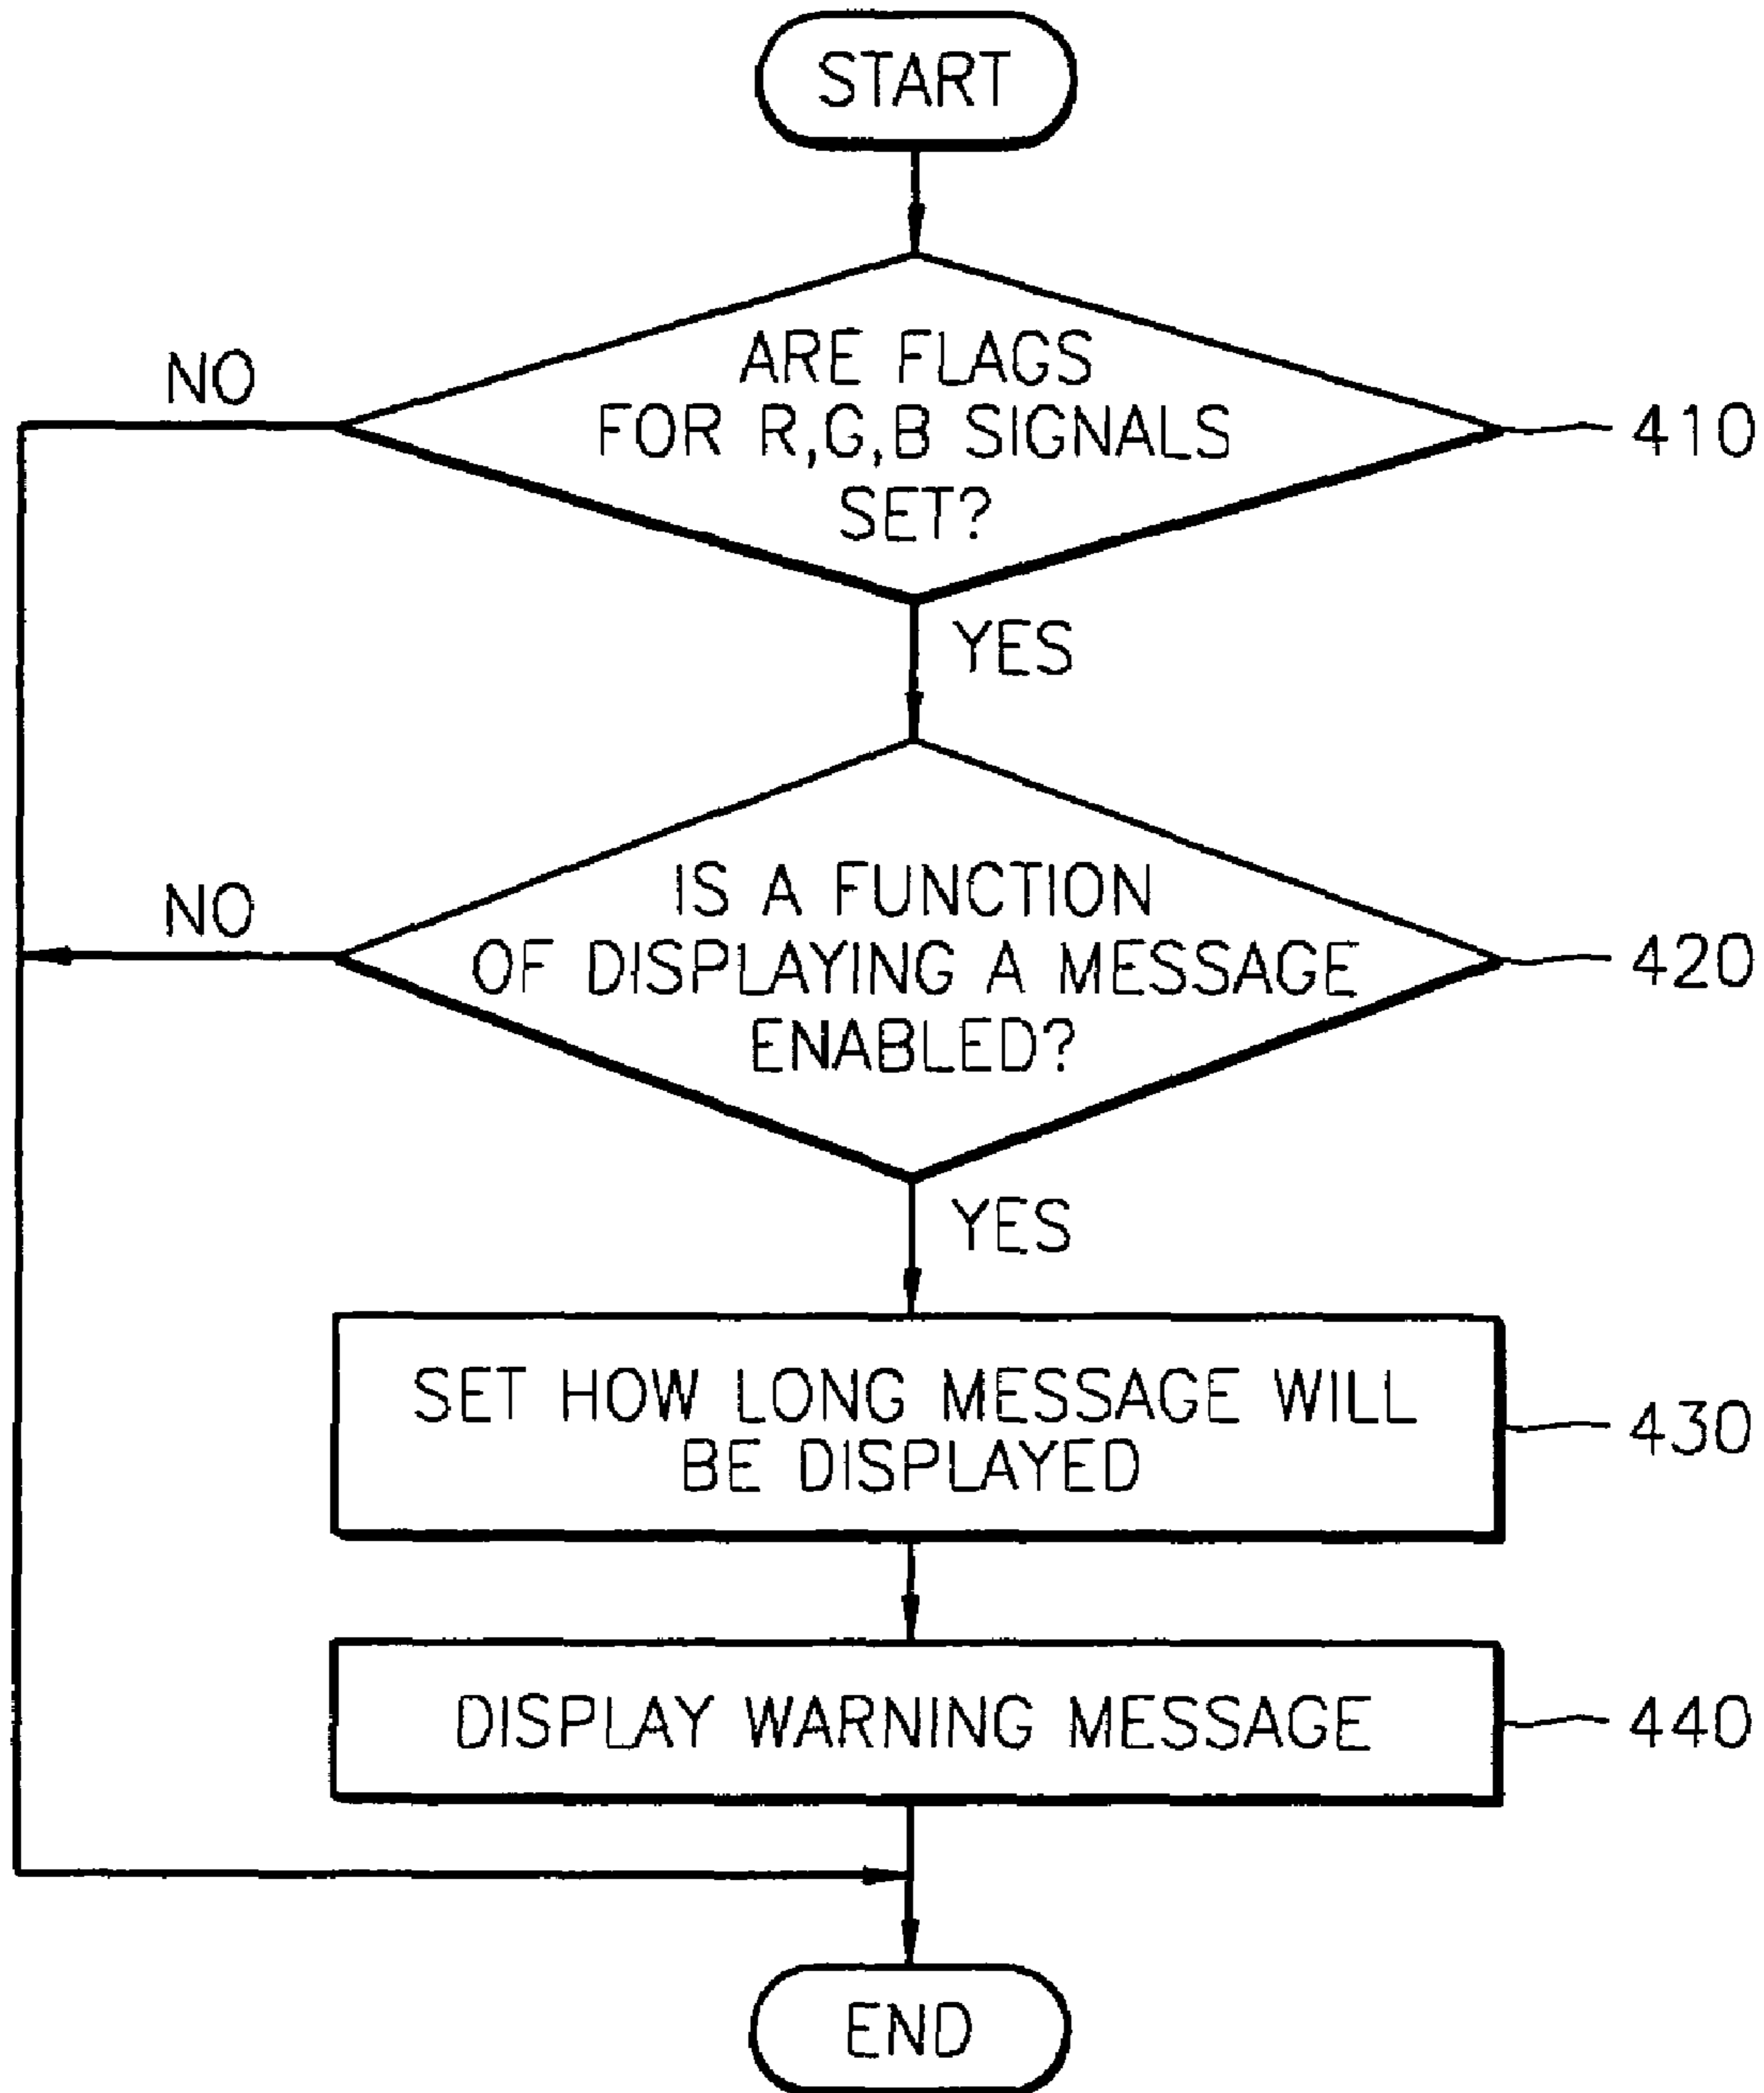 START
ARE FLAGS
FOR R,G,B SIGNALS
SET?
NO
410
YES
IS A FUNCTION
OF DISPLAYING A MESSAGE
ENABLED?
NO
420
YES
SET HOW LONG MESSAGE WILL
BE DISPLAYED
430
DISPLAY WARNING MESSAGE
440
END